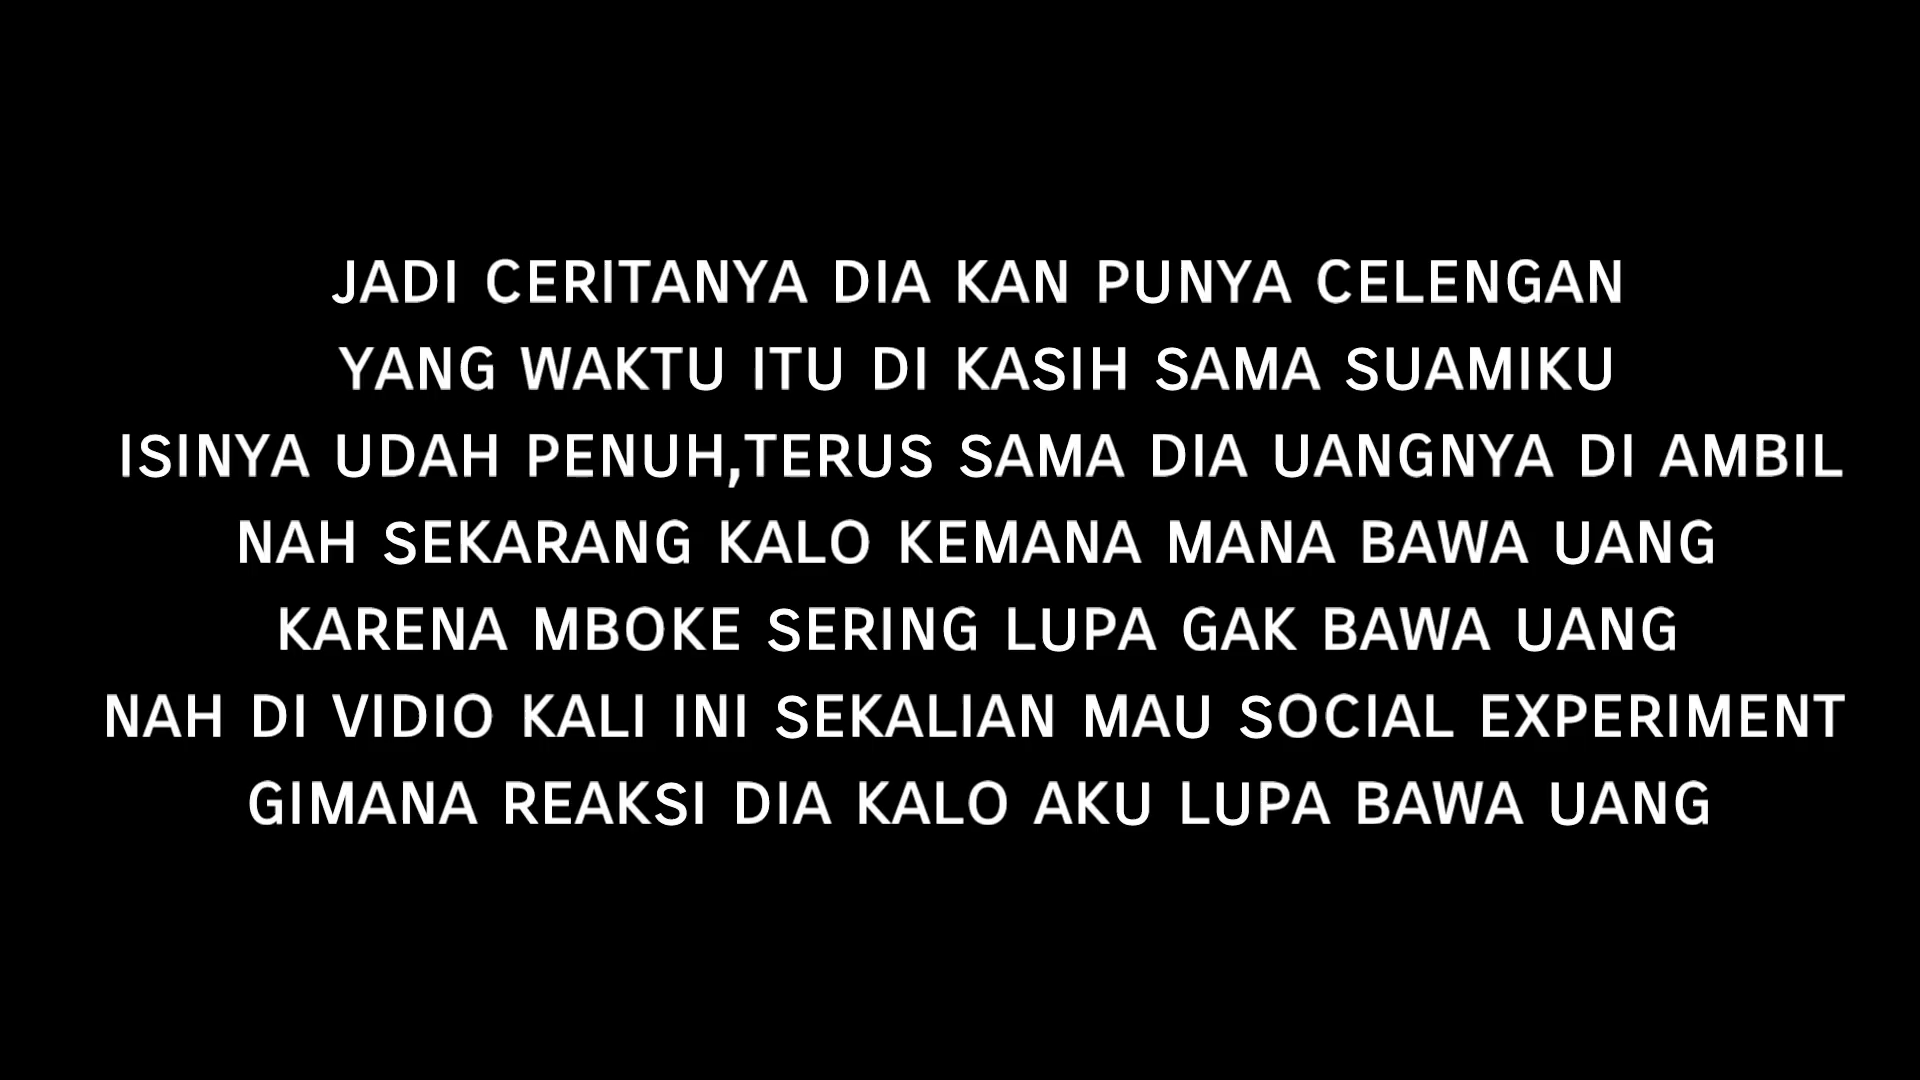 JADI CERITANYA DIA KAN PUNYA CELENGAN
YANG WAKTU ITU DI KASIH SAMA SUAMIKU
ISINYA UDAH PENUH,TERUS SAMA DIA UANGNYA DI AMBIL
NAH SEKARANG KALO KEMANA MANA BAWA UANG
KARENA MBOKE SERING LUPA GAK BAWA UANG
NAH DI VIDIO KALI INI SEKALIAN MAU SOCIAL EXPERIMENT
GIMANA REAKSI DIA KALO AKU LUPA BAWA UANG